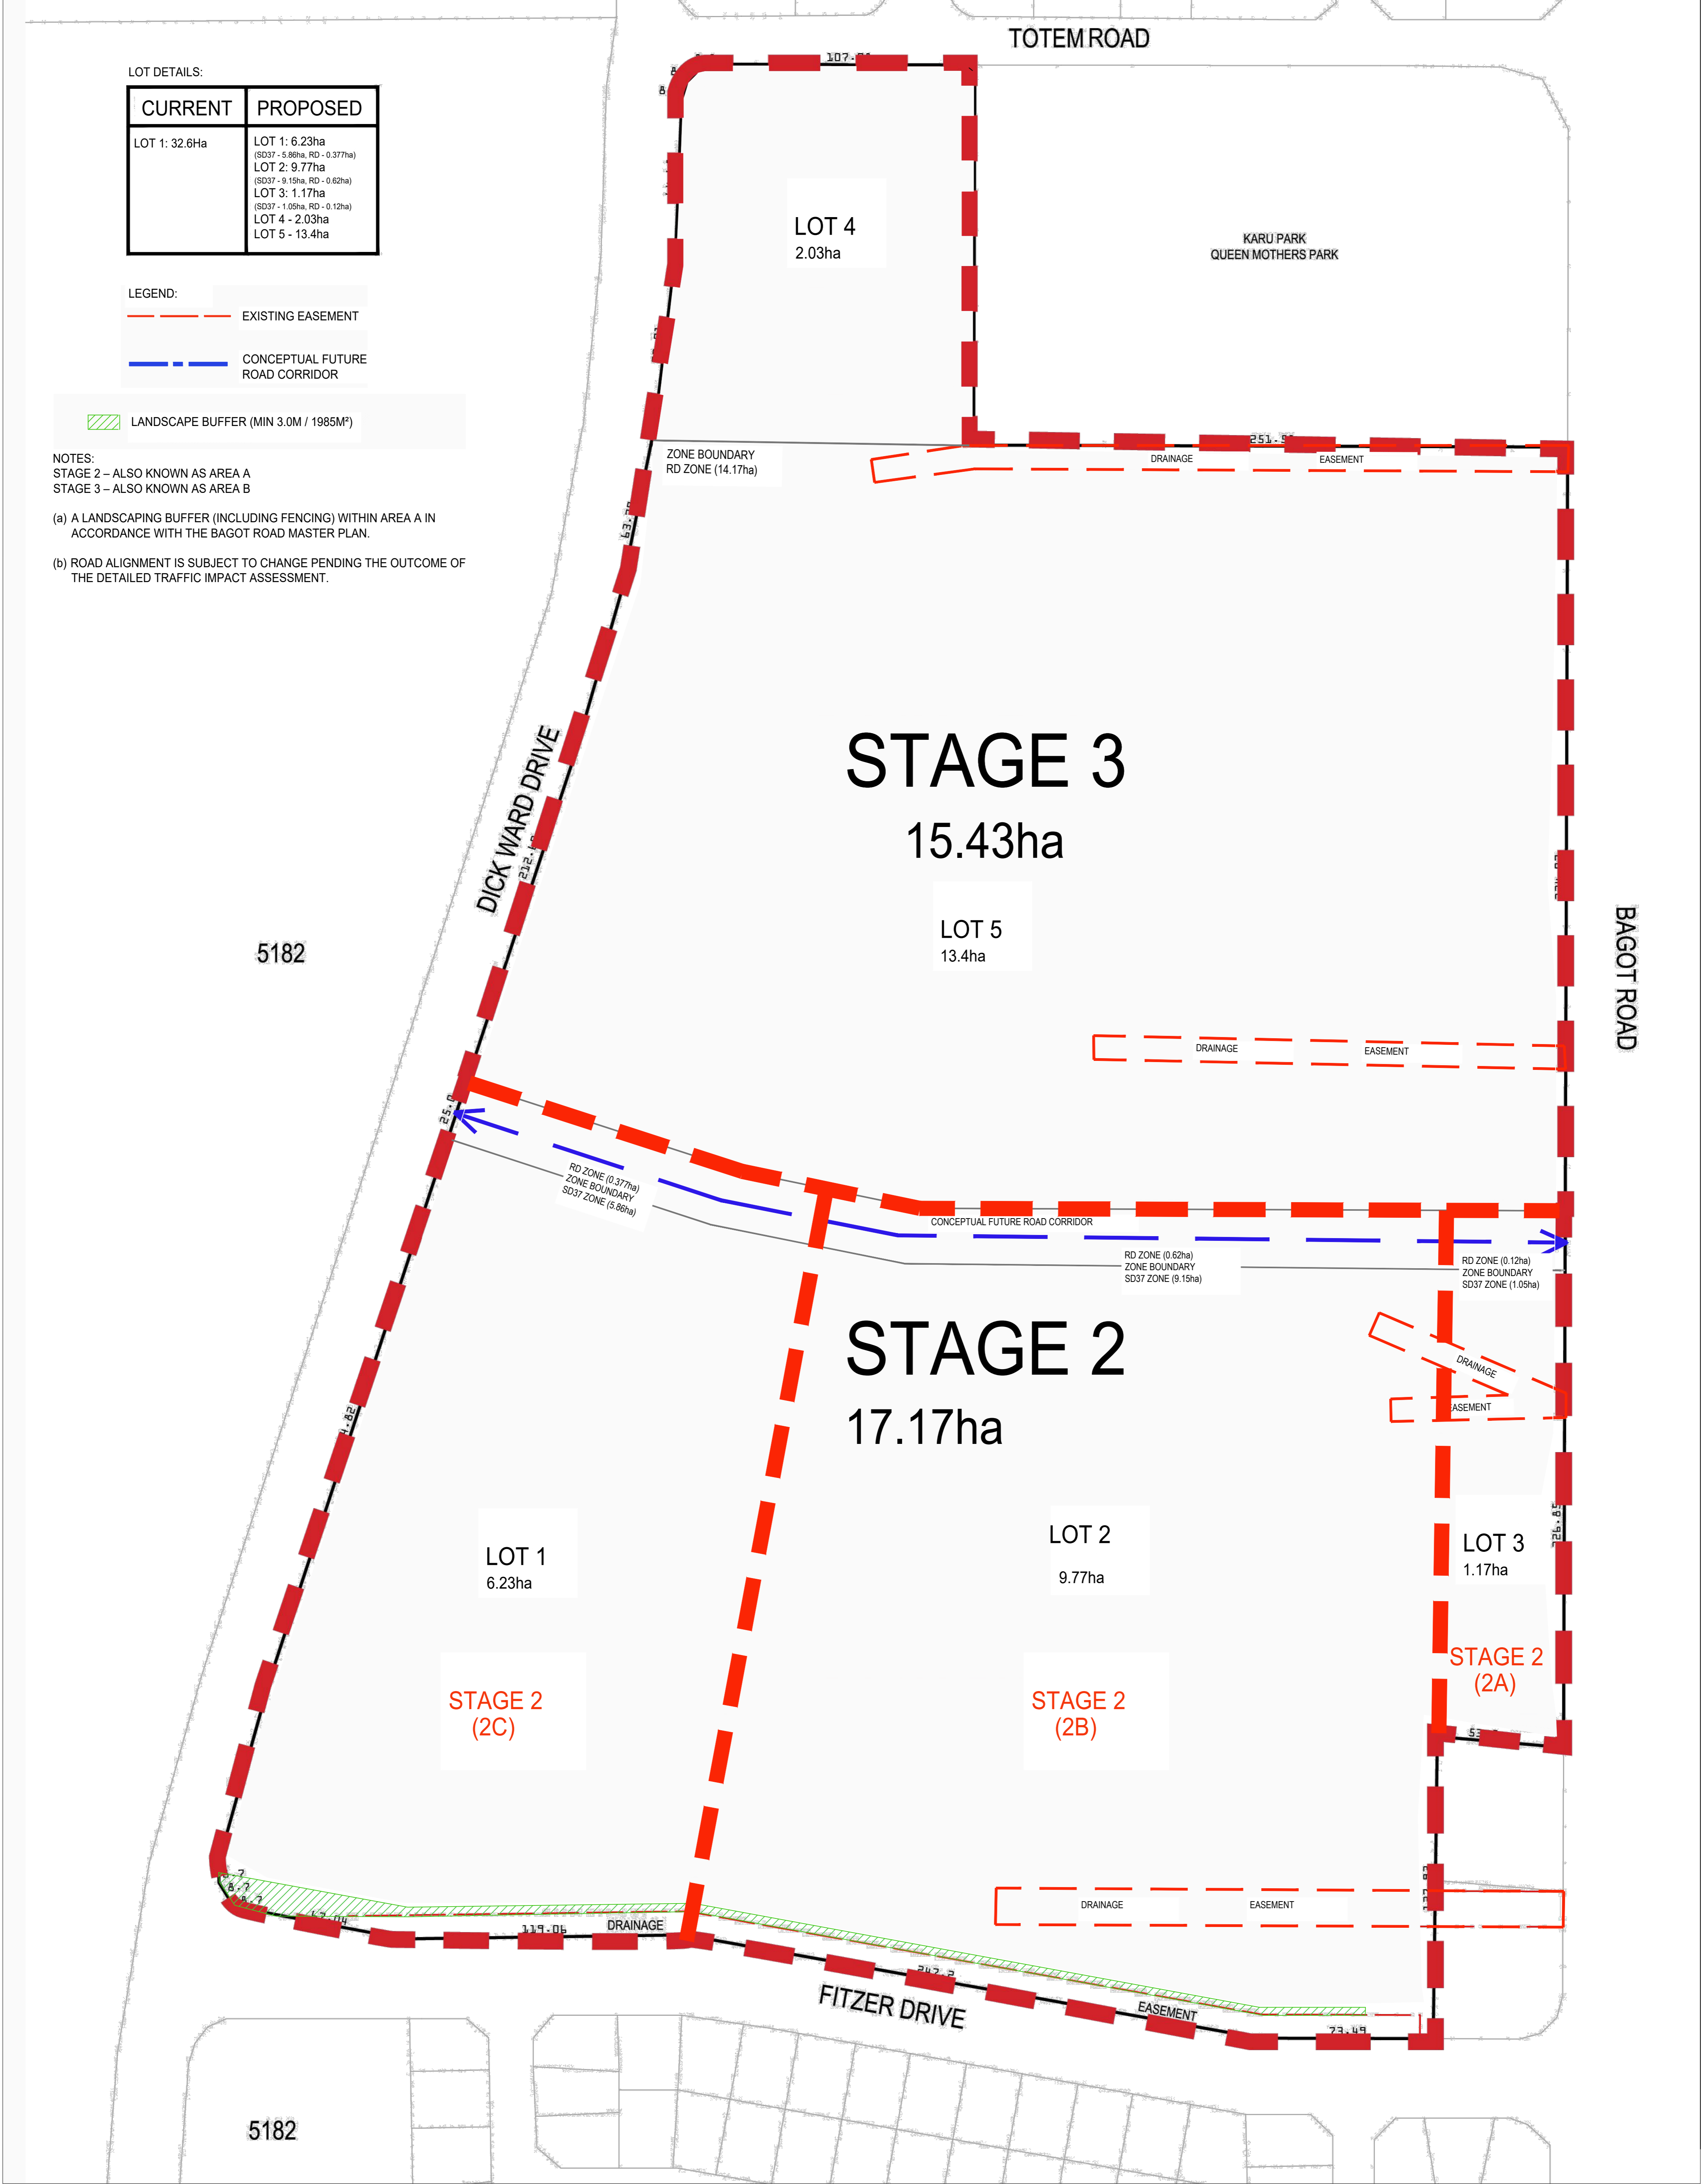 TOTEM ROAD
LOT DETAILS:
CURRENT PROPOSED
LOT 1: 32.6Ha
LOT 1: 6.23ha
(SD37 - 5.86ha, RD - 0.377ha)
LOT 2: 9.77ha
(SD37 - 9.15ha, RD - 0.62ha)
LOT 3: 1.17ha
(SD37 - 1.05ha, RD - 0.12ha)
LOT 4 - 2.03ha
LOT 5 - 13.4ha
LEGEND:
EXISTING EASEMENT
CONCEPTUAL FUTURE
ROAD CORRIDOR
LANDSCAPE BUFFER (MIN 3.0M / 1985M²)
NOTES:
STAGE 2 – ALSO KNOWN AS AREA A
STAGE 3 – ALSO KNOWN AS AREA B
(a) A LANDSCAPING BUFFER (INCLUDING FENCING) WITHIN AREA A IN
ACCORDANCE WITH THE BAGOT ROAD MASTER PLAN.
(b) ROAD ALIGNMENT IS SUBJECT TO CHANGE PENDING THE OUTCOME OF
THE DETAILED TRAFFIC IMPACT ASSESSMENT.
LOT 4
2.03ha
KARU PARK
QUEEN MOTHERS PARK
ZONE BOUNDARY
RD ZONE (14.17ha)
DRAINAGE EASEMENT
STAGE 3
15.43ha
DICK WARD DRIVE
LOT 5
13.4ha
5182
BAGOT ROAD
DRAINAGE EASEMENT
RD ZONE (0.377ha)
ZONE BOUNDARY
SD37 ZONE (5.86ha)
CONCEPTUAL FUTURE ROAD CORRIDOR
RD ZONE (0.62ha)
ZONE BOUNDARY
SD37 ZONE (9.15ha)
RD ZONE (0.12ha)
ZONE BOUNDARY
SD37 ZONE (1.05ha)
STAGE 2
17.17ha
DRAINAGE
EASEMENT
LOT 1
6.23ha
LOT 2
9.77ha
LOT 3
1.17ha
STAGE 2
(2C)
STAGE 2
(2B)
STAGE 2
(2A)
DRAINAGE EASEMENT
119.06
DRAINAGE
FITZER DRIVE
EASEMENT
73.49
5182